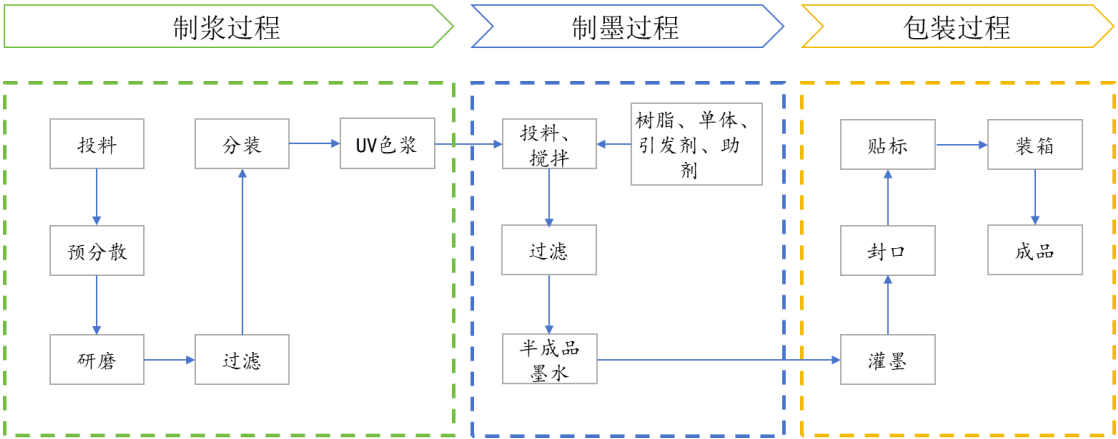 制浆过程
制墨过程
包装过程
投料
预分散
研磨
过滤
分装
UV色浆
投料、
搅拌
树脂、单体、
引发剂、助
剂
过滤
半成品
墨水
灌墨
封口
贴标
装箱
成品